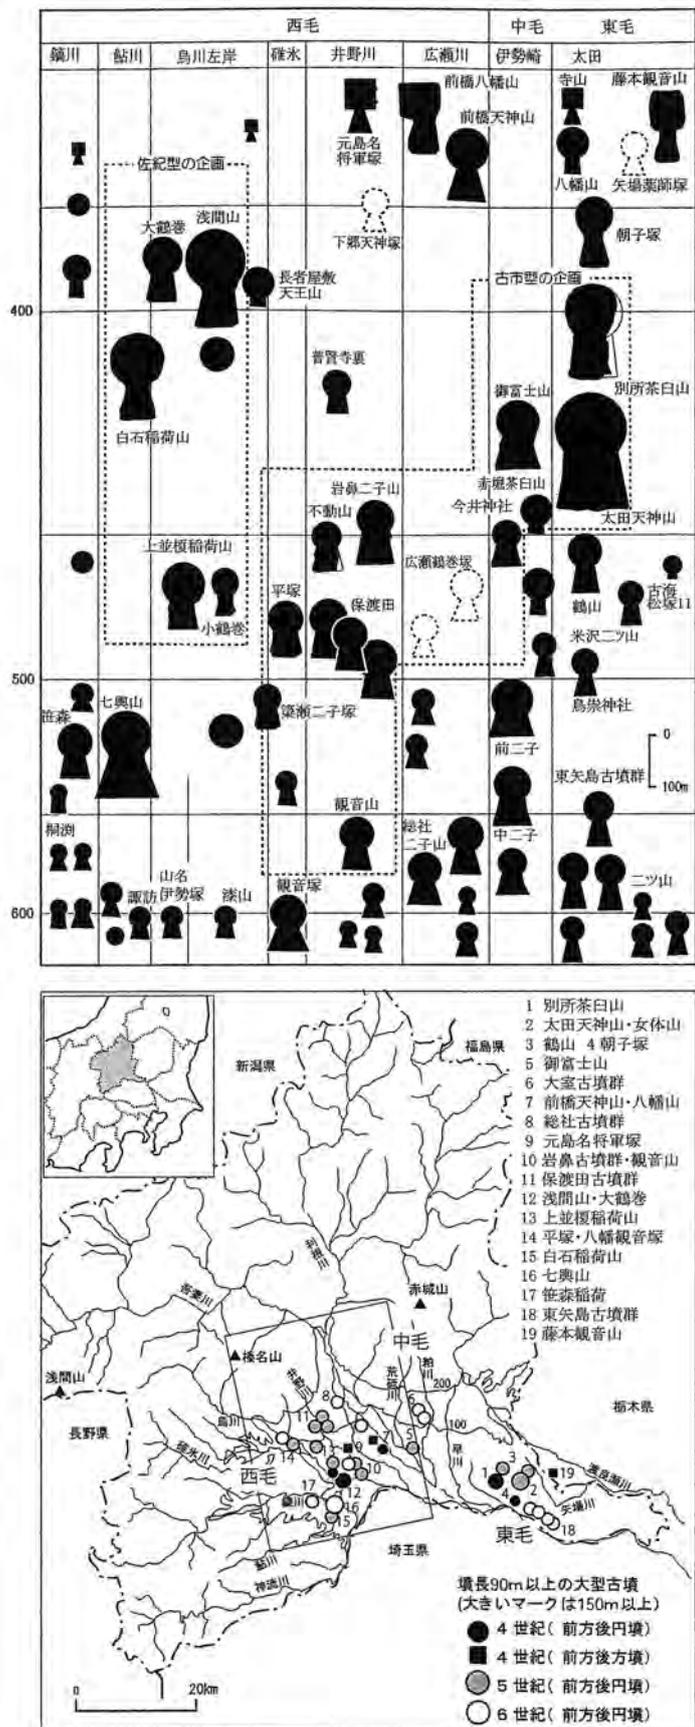 西毛
中毛
東毛
鏑川
鮎川
烏川左岸
碓氷
井野川
広瀬川
伊勢崎
太田
前橋八幡山
前橋天神山
元島名
将軍塚
寺山
藤本観音山
佐紀型の企画
八幡山
矢場薬師塚
大鶴巻
浅間山
下郷天神塚
朝子塚
長者屋敷
天王山
古市型の企画
400
普賢寺裏
御富士山
別所茶臼山
白石稲荷山
岩鼻二子山
赤堀茶臼山
太田天神山
不動山
今井神社
上並榎稲荷山
広瀬鶴巻塚
平塚
保渡田
小鶴巻
鶴山
古海
松塚11
米沢二ツ山
500
笹森
七輿山
簗瀬二子塚
鳥崇神社
前二子
0
100m
東矢島古墳群
観音山
桐渕
総社
二子山
中二子
山名
伊勢塚
諏訪
漆山
観音塚
二ツ山
600
新潟県
福島県
1 別所茶臼山
2 太田天神山・女体山
3 鶴山 4 朝子塚
5 御富士山
6 大室古墳群
7 前橋天神山・八幡山
8 総社古墳群
9 元島名将軍塚
10 岩鼻古墳群・観音山
11 保渡田古墳群
12 浅間山・大鶴巻
13 上並榎稲荷山
14 平塚・八幡観音塚
15 白石稲荷山
16 七輿山
17 笹森稲荷
18 東矢島古墳群
19 藤本観音山
利根川
吾妻川
赤城山
中毛
榛名山
浅間山
井野川
荒砥川
粕川
200
100
栃木県
長野県
烏川
碓氷川
早川
渡良瀬川
矢場川
西毛
東毛
8
11
6
7
5
14
13
9
10
12
17
16
15
3
1
2
4
19
18
鏑川
鮎川
神流川
埼玉県
墳長90m以上の大型古墳
(大きいマークは150m以上)
4 世紀( 前方後円墳)
4 世紀( 前方後方墳)
5 世紀( 前方後円墳)
6 世紀( 前方後円墳)
0
20km